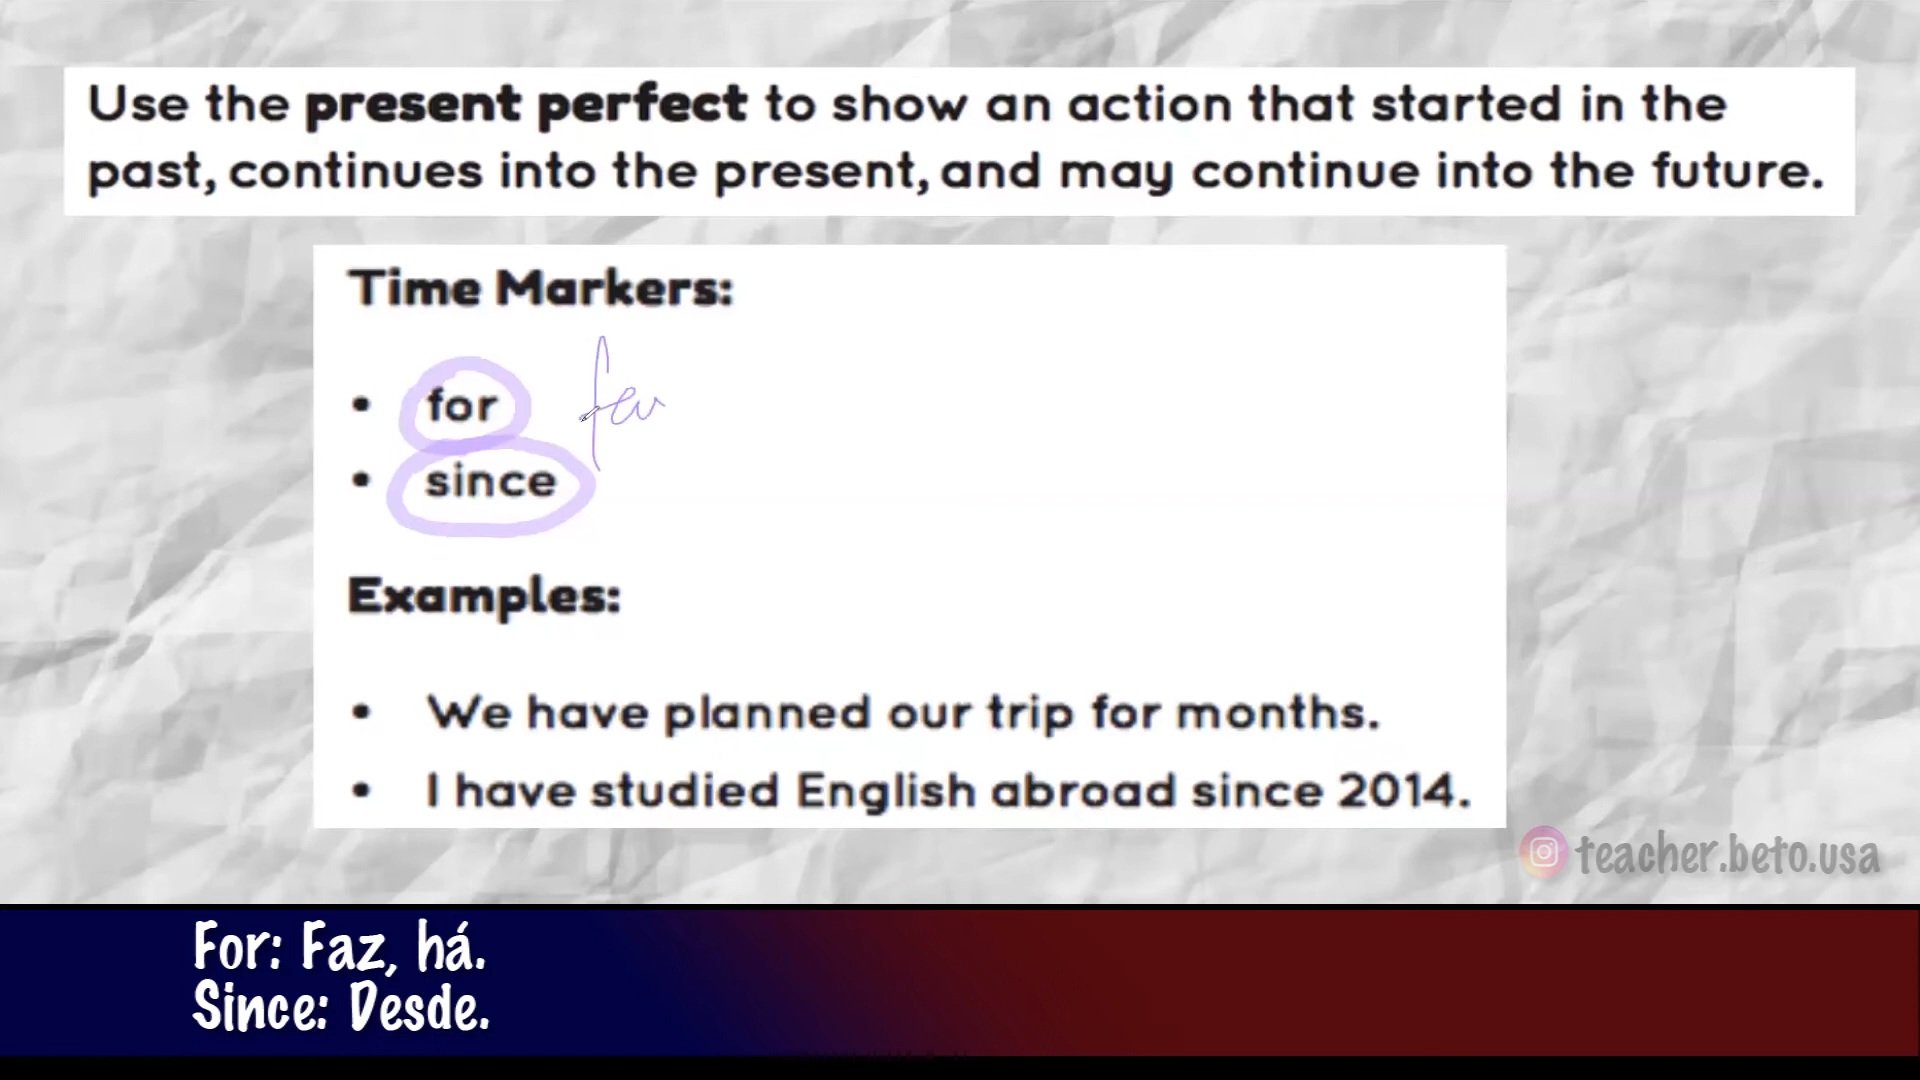 Use the present perfect to show an action that started in the
past, continues into the present, and may continue into the future.
Time Markers:
• for
• since
Examples:
• We have planned our trip for months.
• I have studied English abroad since 2014.
teacher.beto.usa
For: Faz, há.
Since: Desde.